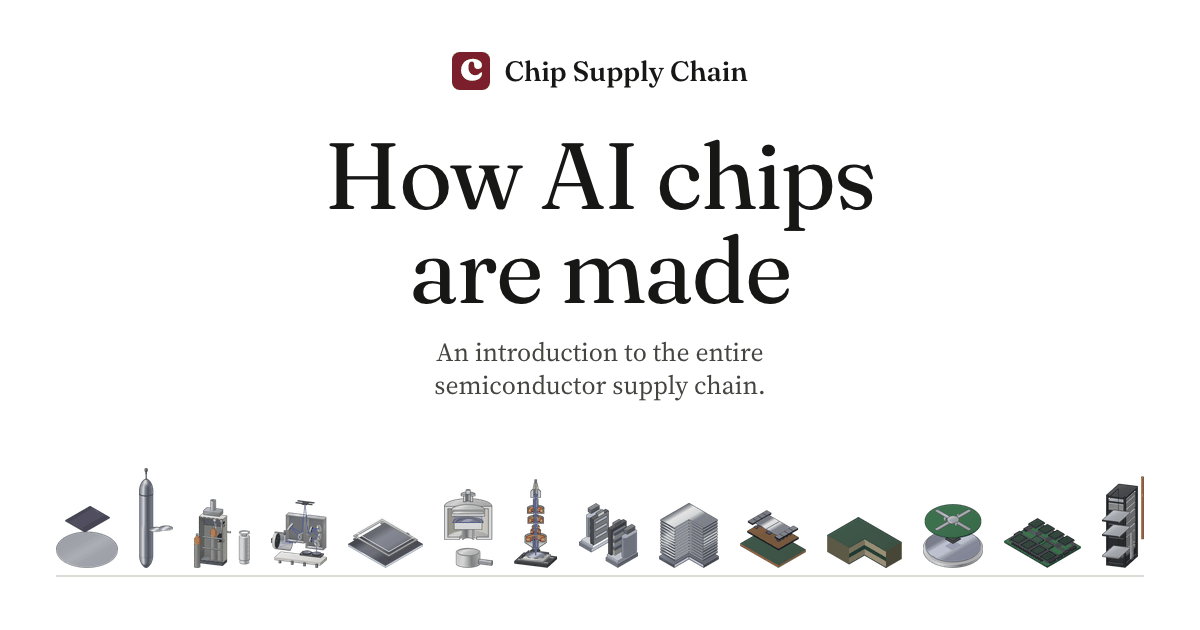 C Chip Supply Chain
How AI chips
are made
An introduction to the entire
semiconductor supply chain.